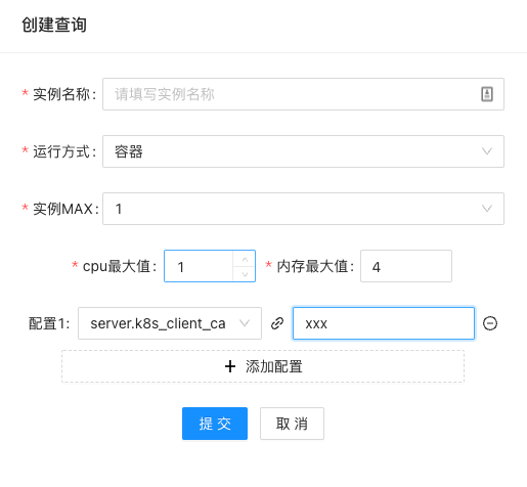 创建查询
* 实例名称: 请填写实例名称
* 运行方式: 容器
* 实例MAX: 1
* cpu最大值: 1 * 内存最大值: 4
配置1: server.k8s_client_ca xxx
+ 添加配置
提 交 取 消